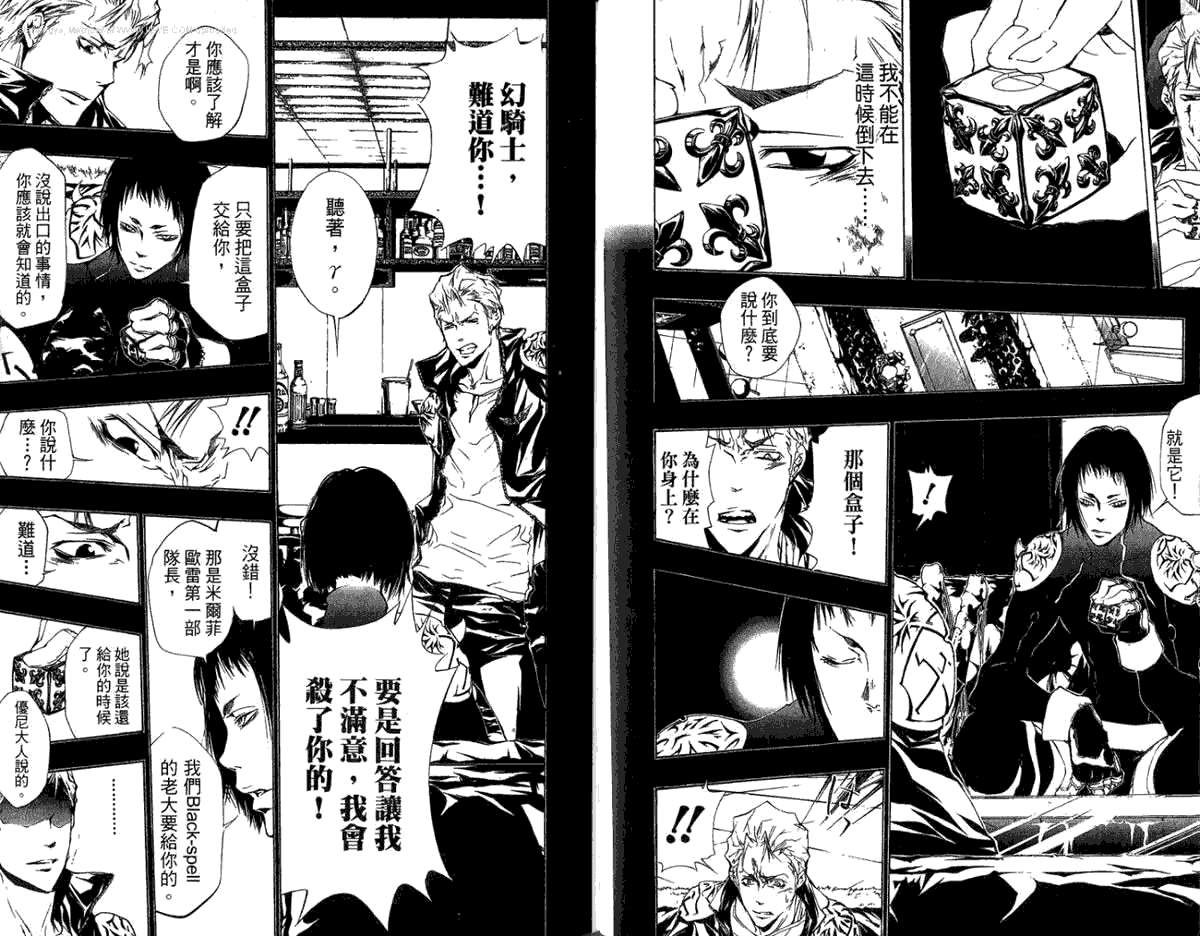 我不能在
這時候倒下去……
你到底要
說什麼？
就是它！
！
那個盒子！
為什麼在
你身上？
!!
幻騎士，
難道你…！
聽著，γ。
要是回答讓我
不滿意，我會
殺了你的！
你應該了解
才是啊。
只要把這盒子
交給你，
沒說出口的事情，
你應該就會知道的。
!!
你說什
麼…？
沒錯！
那是米爾菲
歐雷第一部
隊長，
我們Black-spell
的老大要給你的。
難道…
她說是該還
給你的時候
了。
優尼大人說的。
………